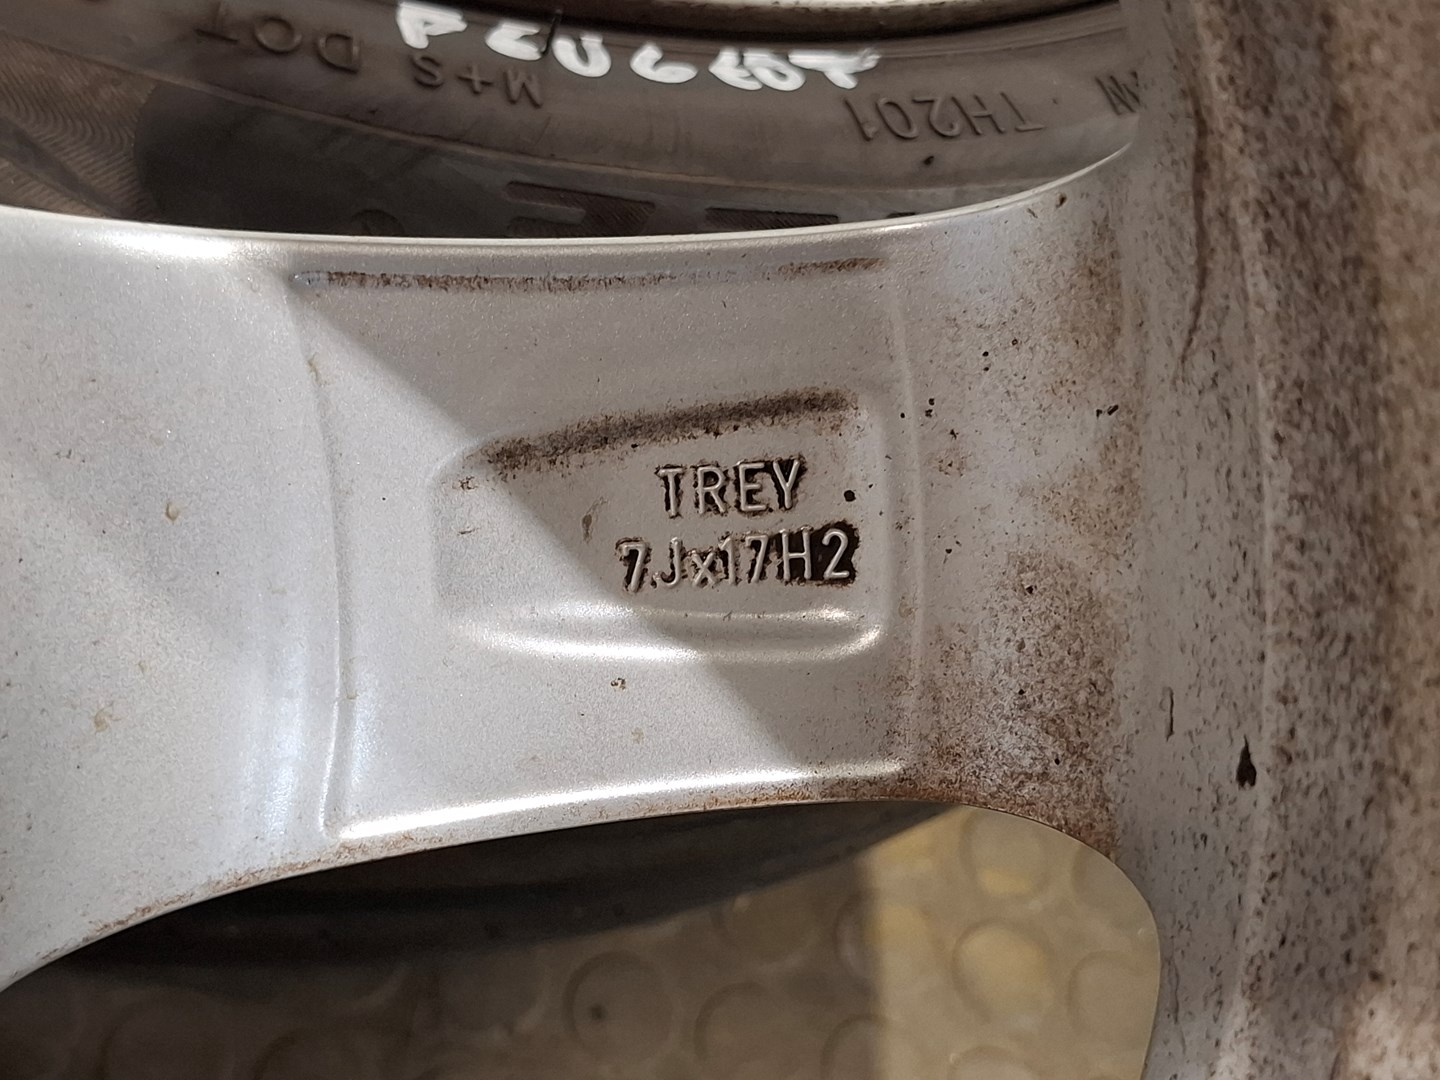 DOT
M+S
PEUGEOT
TH201
TREY
7Jx17H2